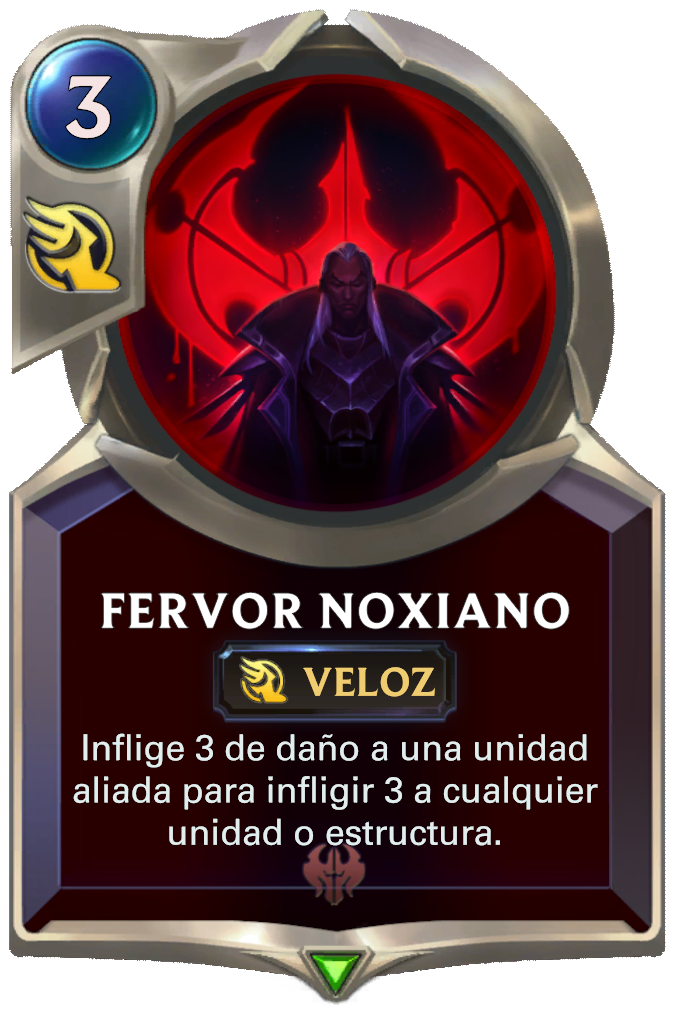 3
FERVOR NOXIANO
VELOZ
Inflige 3 de daño a una unidad
aliada para infligir 3 a cualquier
unidad o estructura.